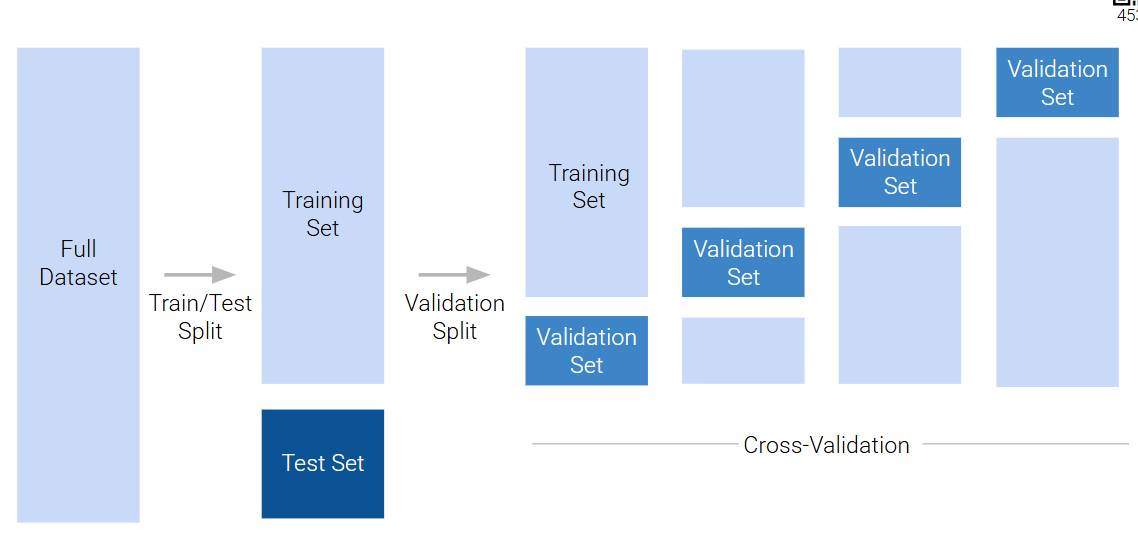 453
Full
Dataset
Train/Test
Split
Training
Set
Test Set
Validation
Split
Training
Set
Validation
Set
Validation
Set
Validation
Set
Validation
Set
Cross-Validation